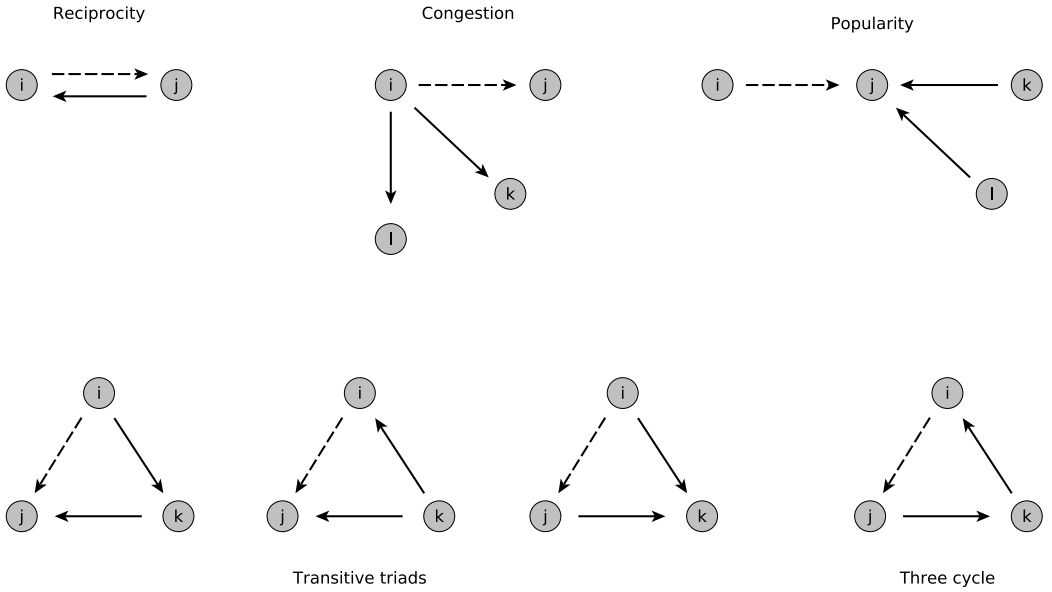 Reciprocity
Congestion
Popularity
i
j
i
j
i
j
k
k
l
l
i
i
i
i
j
k
j
k
j
k
j
k
Transitive triads
Three cycle